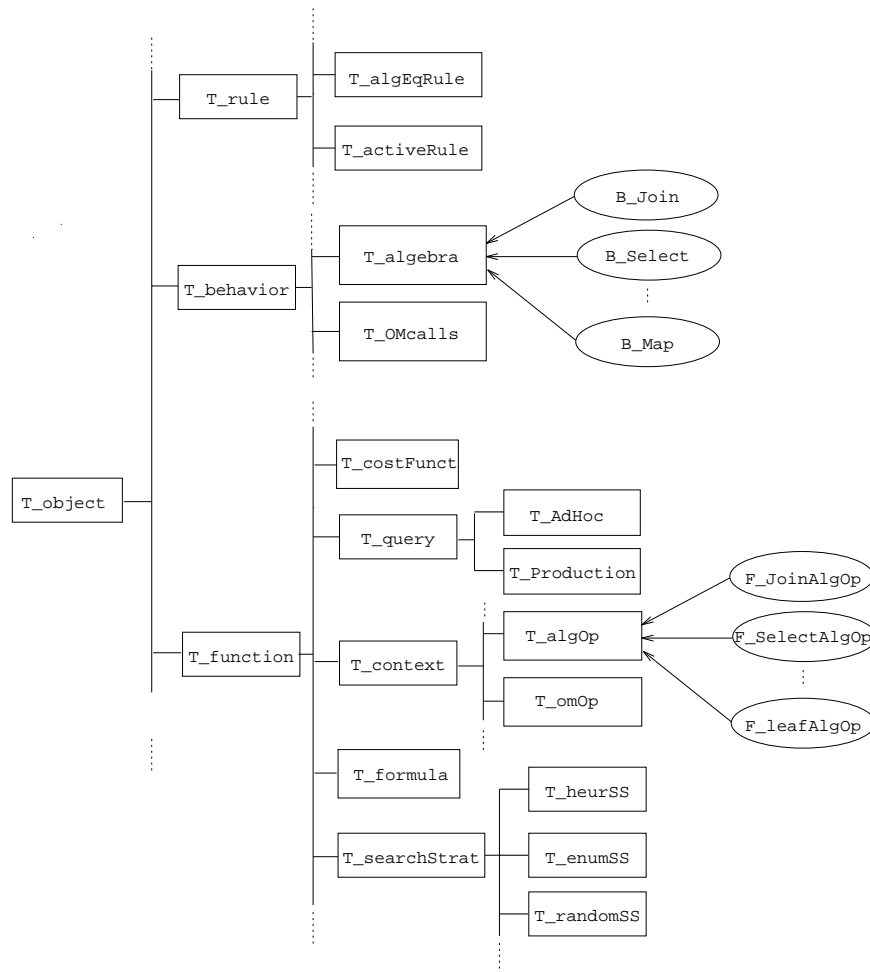 T_algEqRule
T_rule
T_activeRule
B_Join
T_algebra
B_Select
T_behavior
T_OMcalls
B_Map
T_costFunct
T_object
T_AdHoc
T_query
T_Production
F_JoinAlgOp
T_algOp
F_SelectAlgOp
T_function
T_context
T_omOp
F_leafAlgOp
T_formula
T_heurSS
T_searchStrat
T_enumSS
T_randomSS